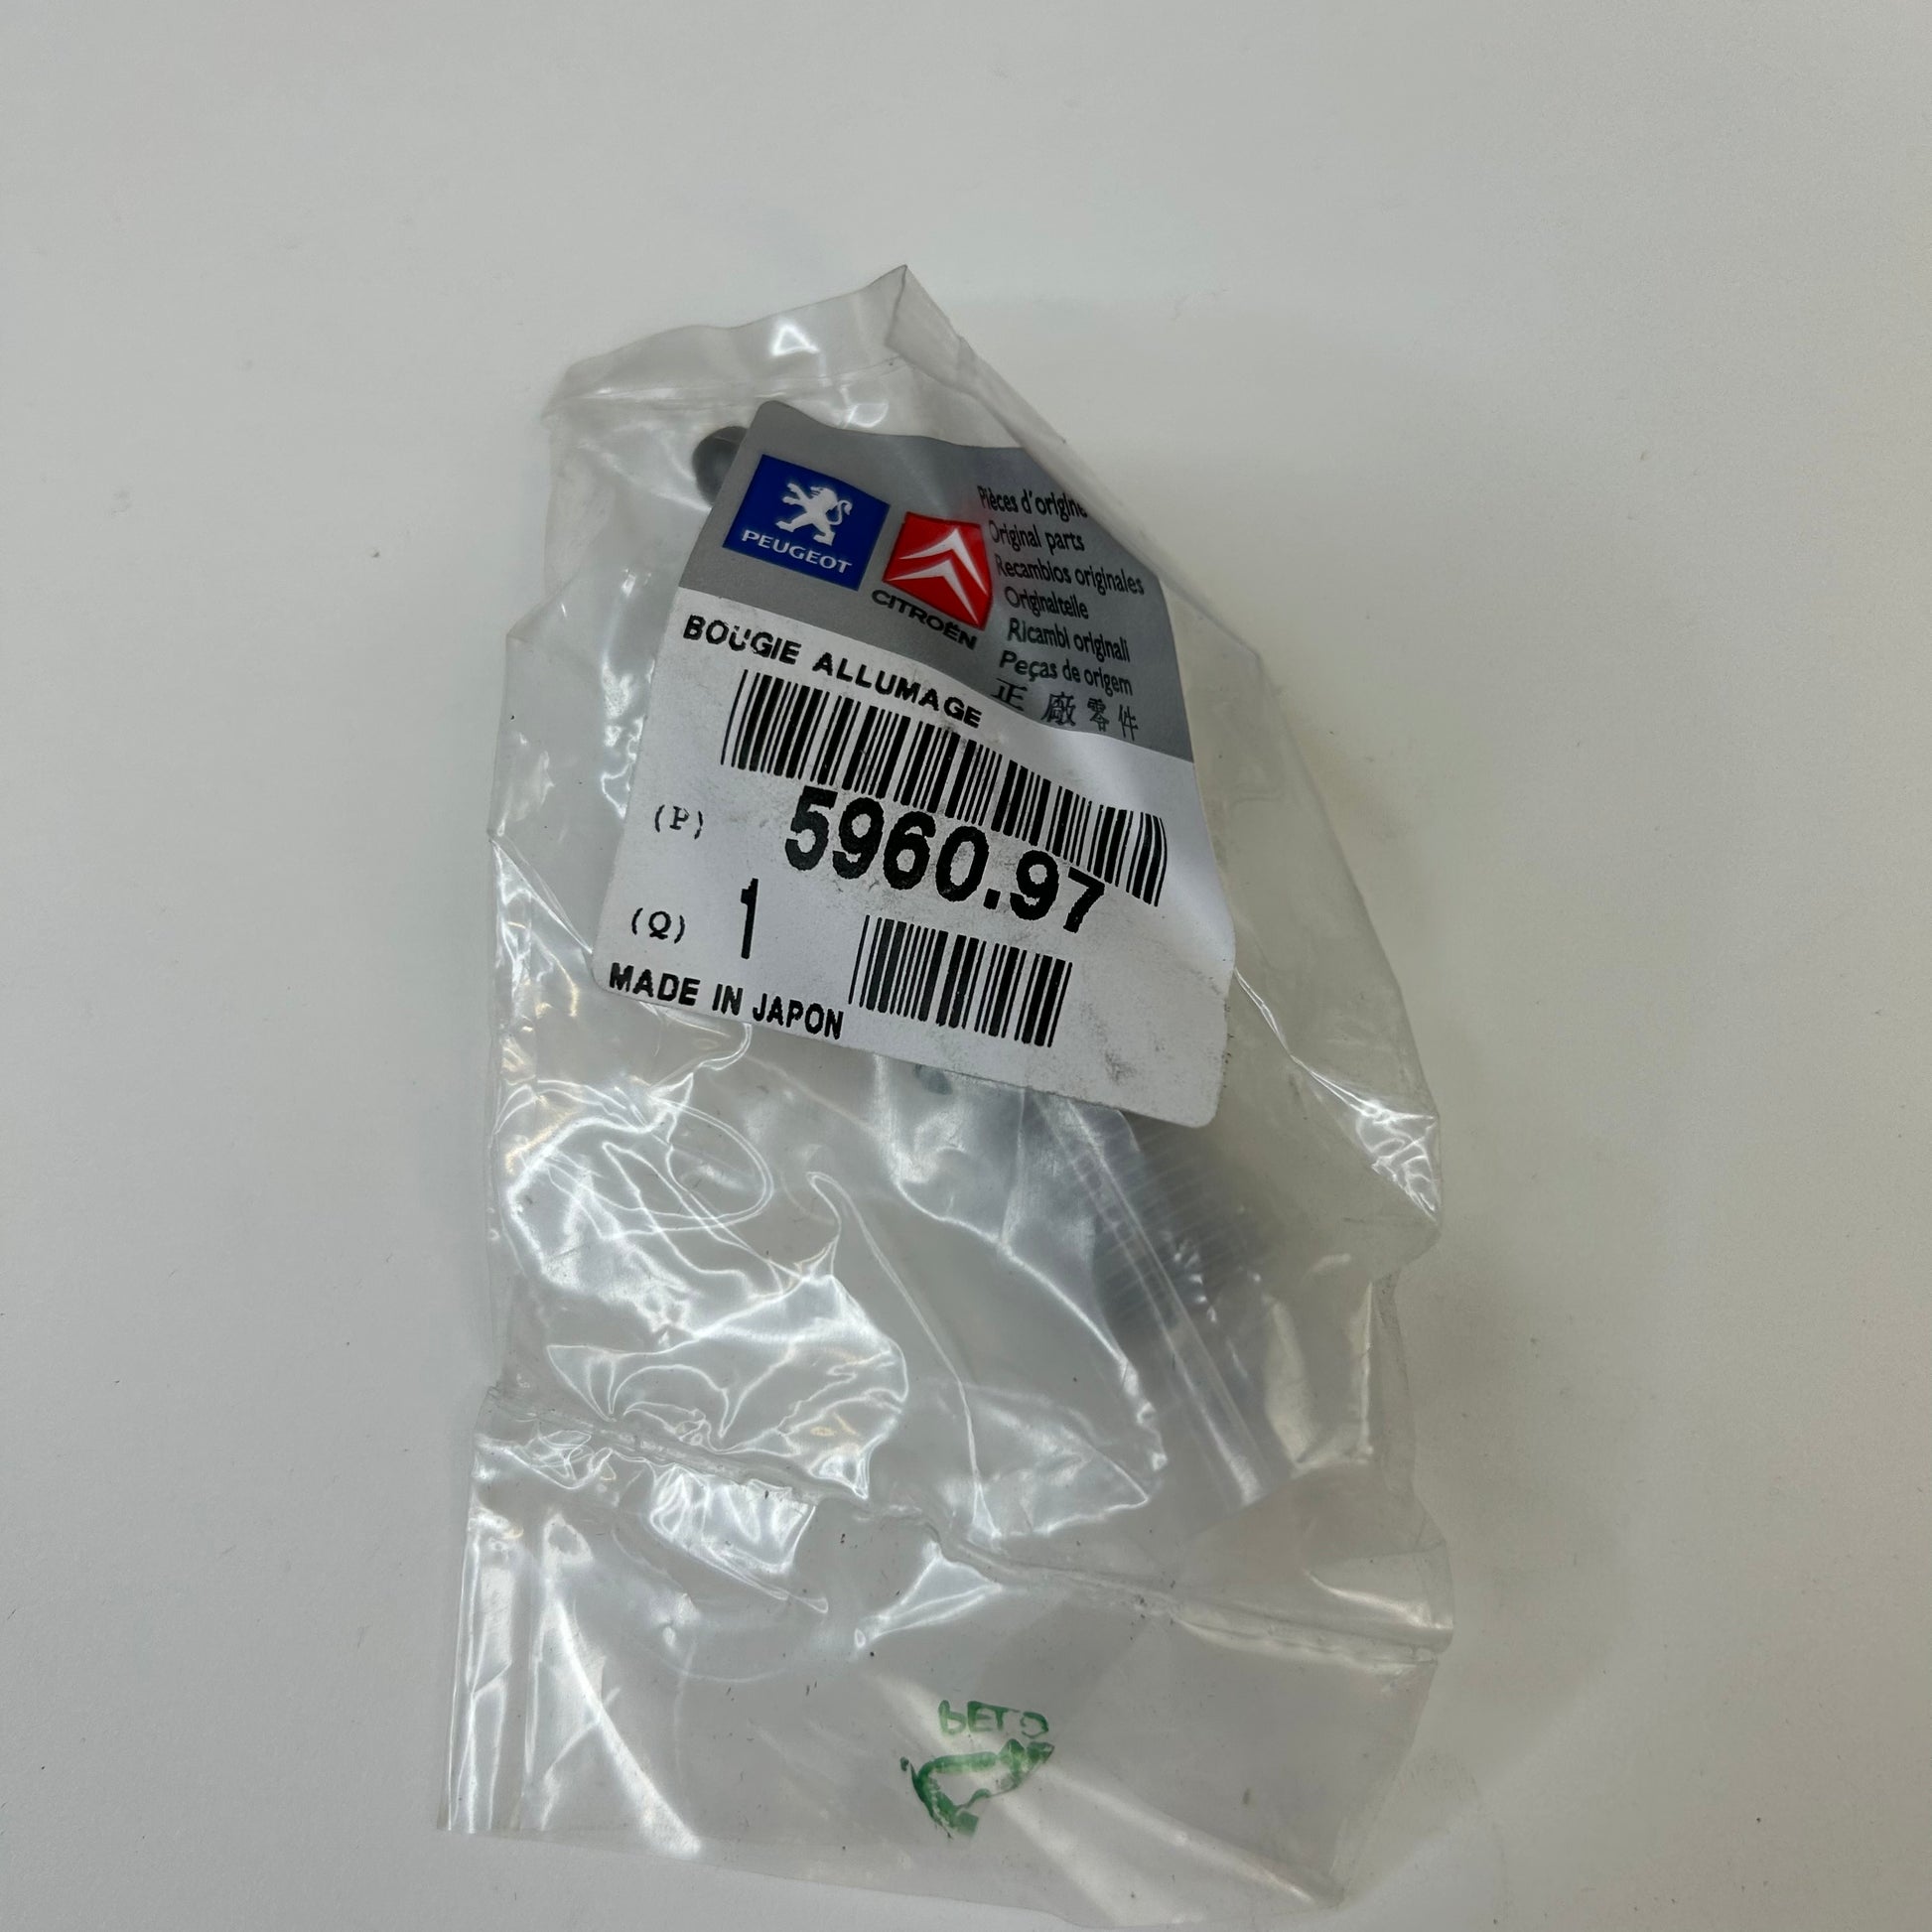 PEUGEOT
CITROËN
Pièces d'origine
Original parts
Recambios originales
Originalteile
Ricambi originali
Peças de origem
正廠零件
BOUGIE ALLUMAGE
(P) 5960.97
(Q) 1
MADE IN JAPON